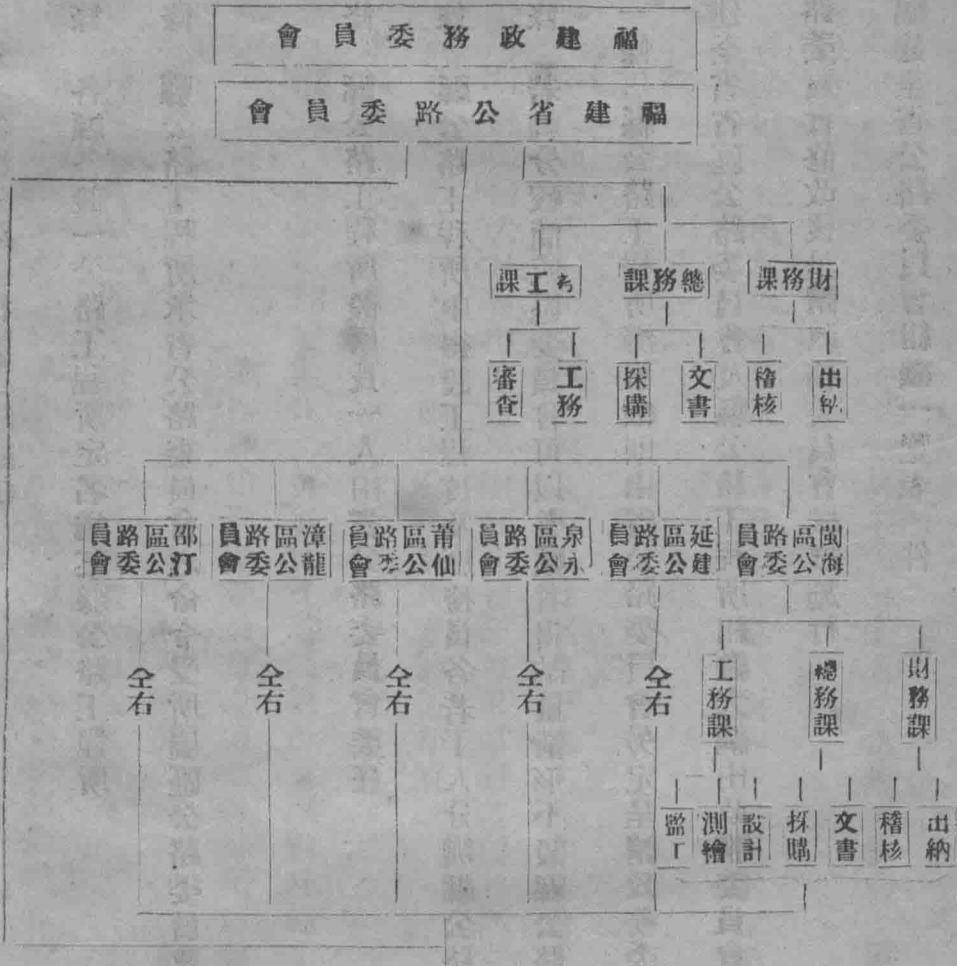 福建政務委員會
福建省公路委員會
財務課
總務課
考工課
出納
稽核
文書
採購
工務
審查
閩海區公路委員會
延建區公路委員會
泉永區公路委員會
莆仙區公路委員會
漳龍區公路委員會
邵汀區公路委員會
財務課
總務課
工務課
仝右
仝右
仝右
仝右
仝右
出納
稽核
文書
採購
設計
測繪
監工